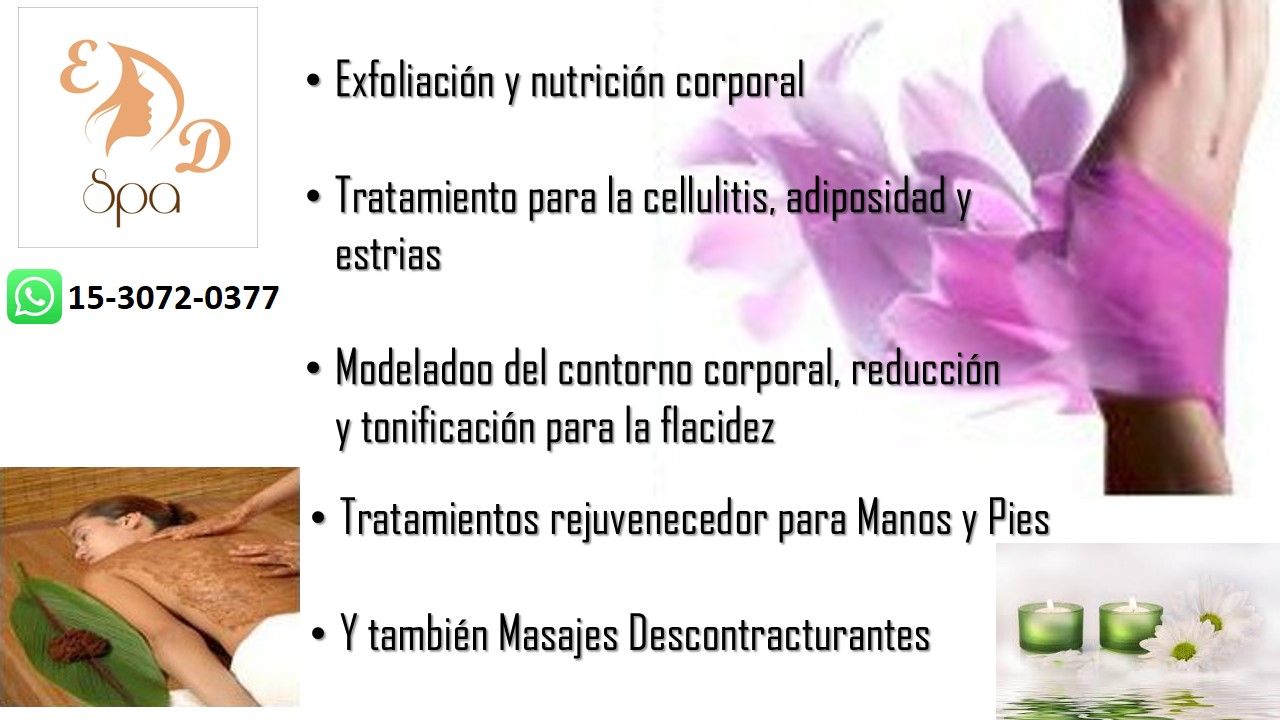 E D
Spa
15-3072-0377
• Exfoliación y nutrición corporal
• Tratamiento para la cellulitis, adiposidad y
estrias
• Modeladoo del contorno corporal, reducción
y tonificación para la flacidez
• Tratamientos rejuvenecedor para Manos y Pies
• Y también Masajes Descontracturantes